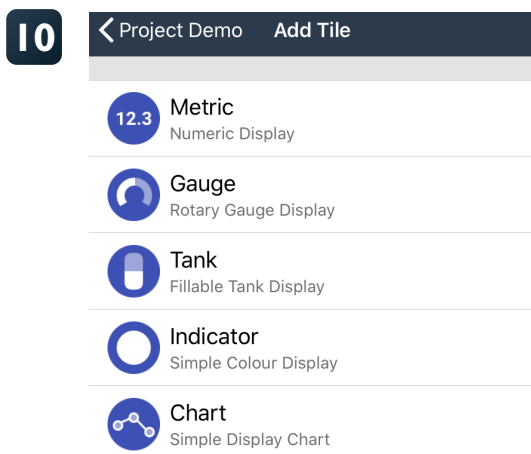 10
Project Demo Add Tile
12.3
Metric
Numeric Display
Gauge
Rotary Gauge Display
Tank
Fillable Tank Display
Indicator
Simple Colour Display
Chart
Simple Display Chart